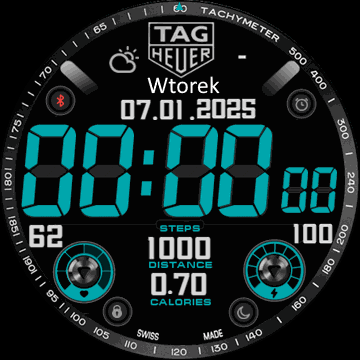 60
TACHYMETER
TAG
HEUER
-
Wtorek
07.01.2025
00:00 00
62
100
STEPS
1000
DISTANCE
0.70
CALORIES
SWISS MADE